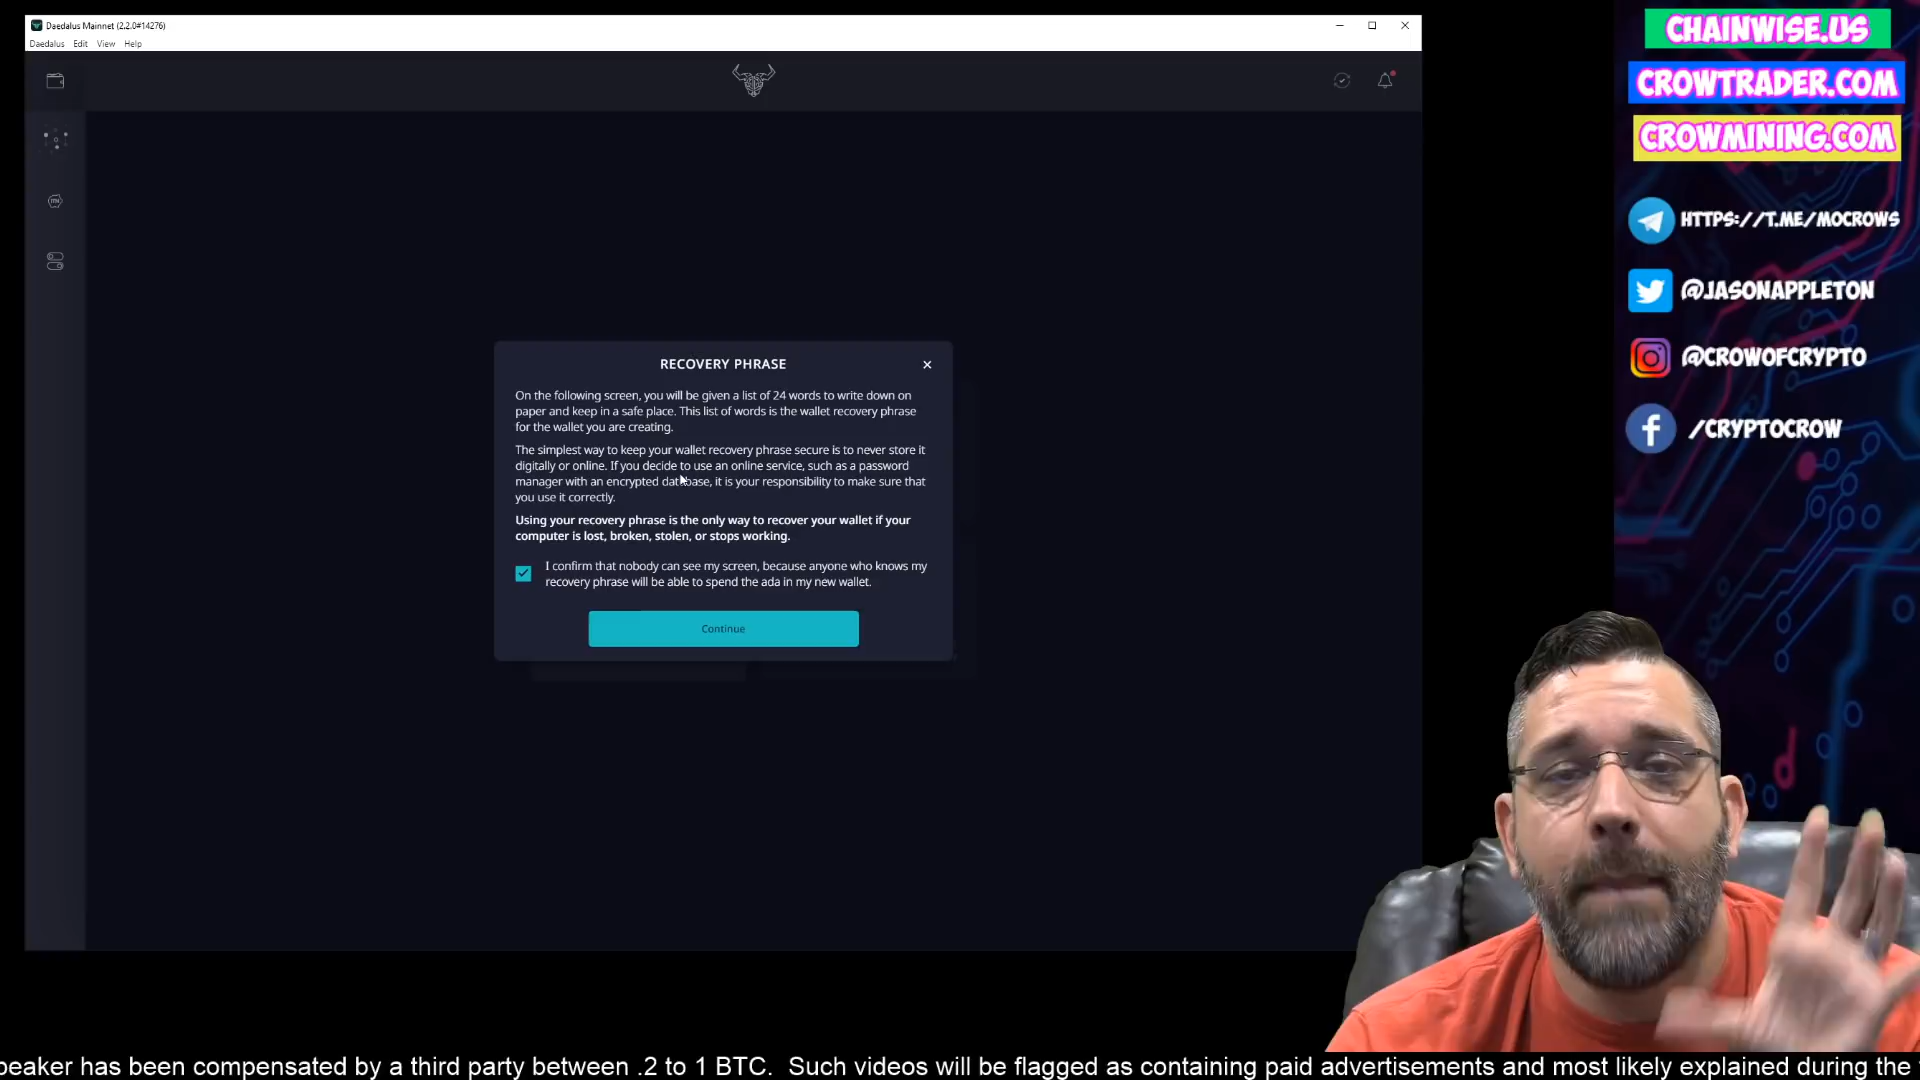 Daedalus Mainnet (2.2.0#14276)
Daedalus Edit View Help
RECOVERY PHRASE
On the following screen, you will be given a list of 24 words to write down on
paper and keep in a safe place. This list of words is the wallet recovery phrase
for the wallet you are creating.
The simplest way to keep your wallet recovery phrase secure is to never store it
digitally or online. If you decide to use an online service, such as a password
manager with an encrypted database, it is your responsibility to make sure that
you use it correctly.
Using your recovery phrase is the only way to recover your wallet if your
computer is lost, broken, stolen, or stops working.
I confirm that nobody can see my screen, because anyone who knows my
recovery phrase will be able to spend the ada in my new wallet.
Continue
CHAINWISE.US
CROWTRADER.COM
CROWMINING.COM
HTTPS://T.ME/MOCROWS
@JASONAPPLETON
@CROWOFCRYPTO
/CRYPTOCROW
peaker has been compensated by a third party between .2 to 1 BTC. Such videos will be flagged as containing paid advertisements and most likely explained during the